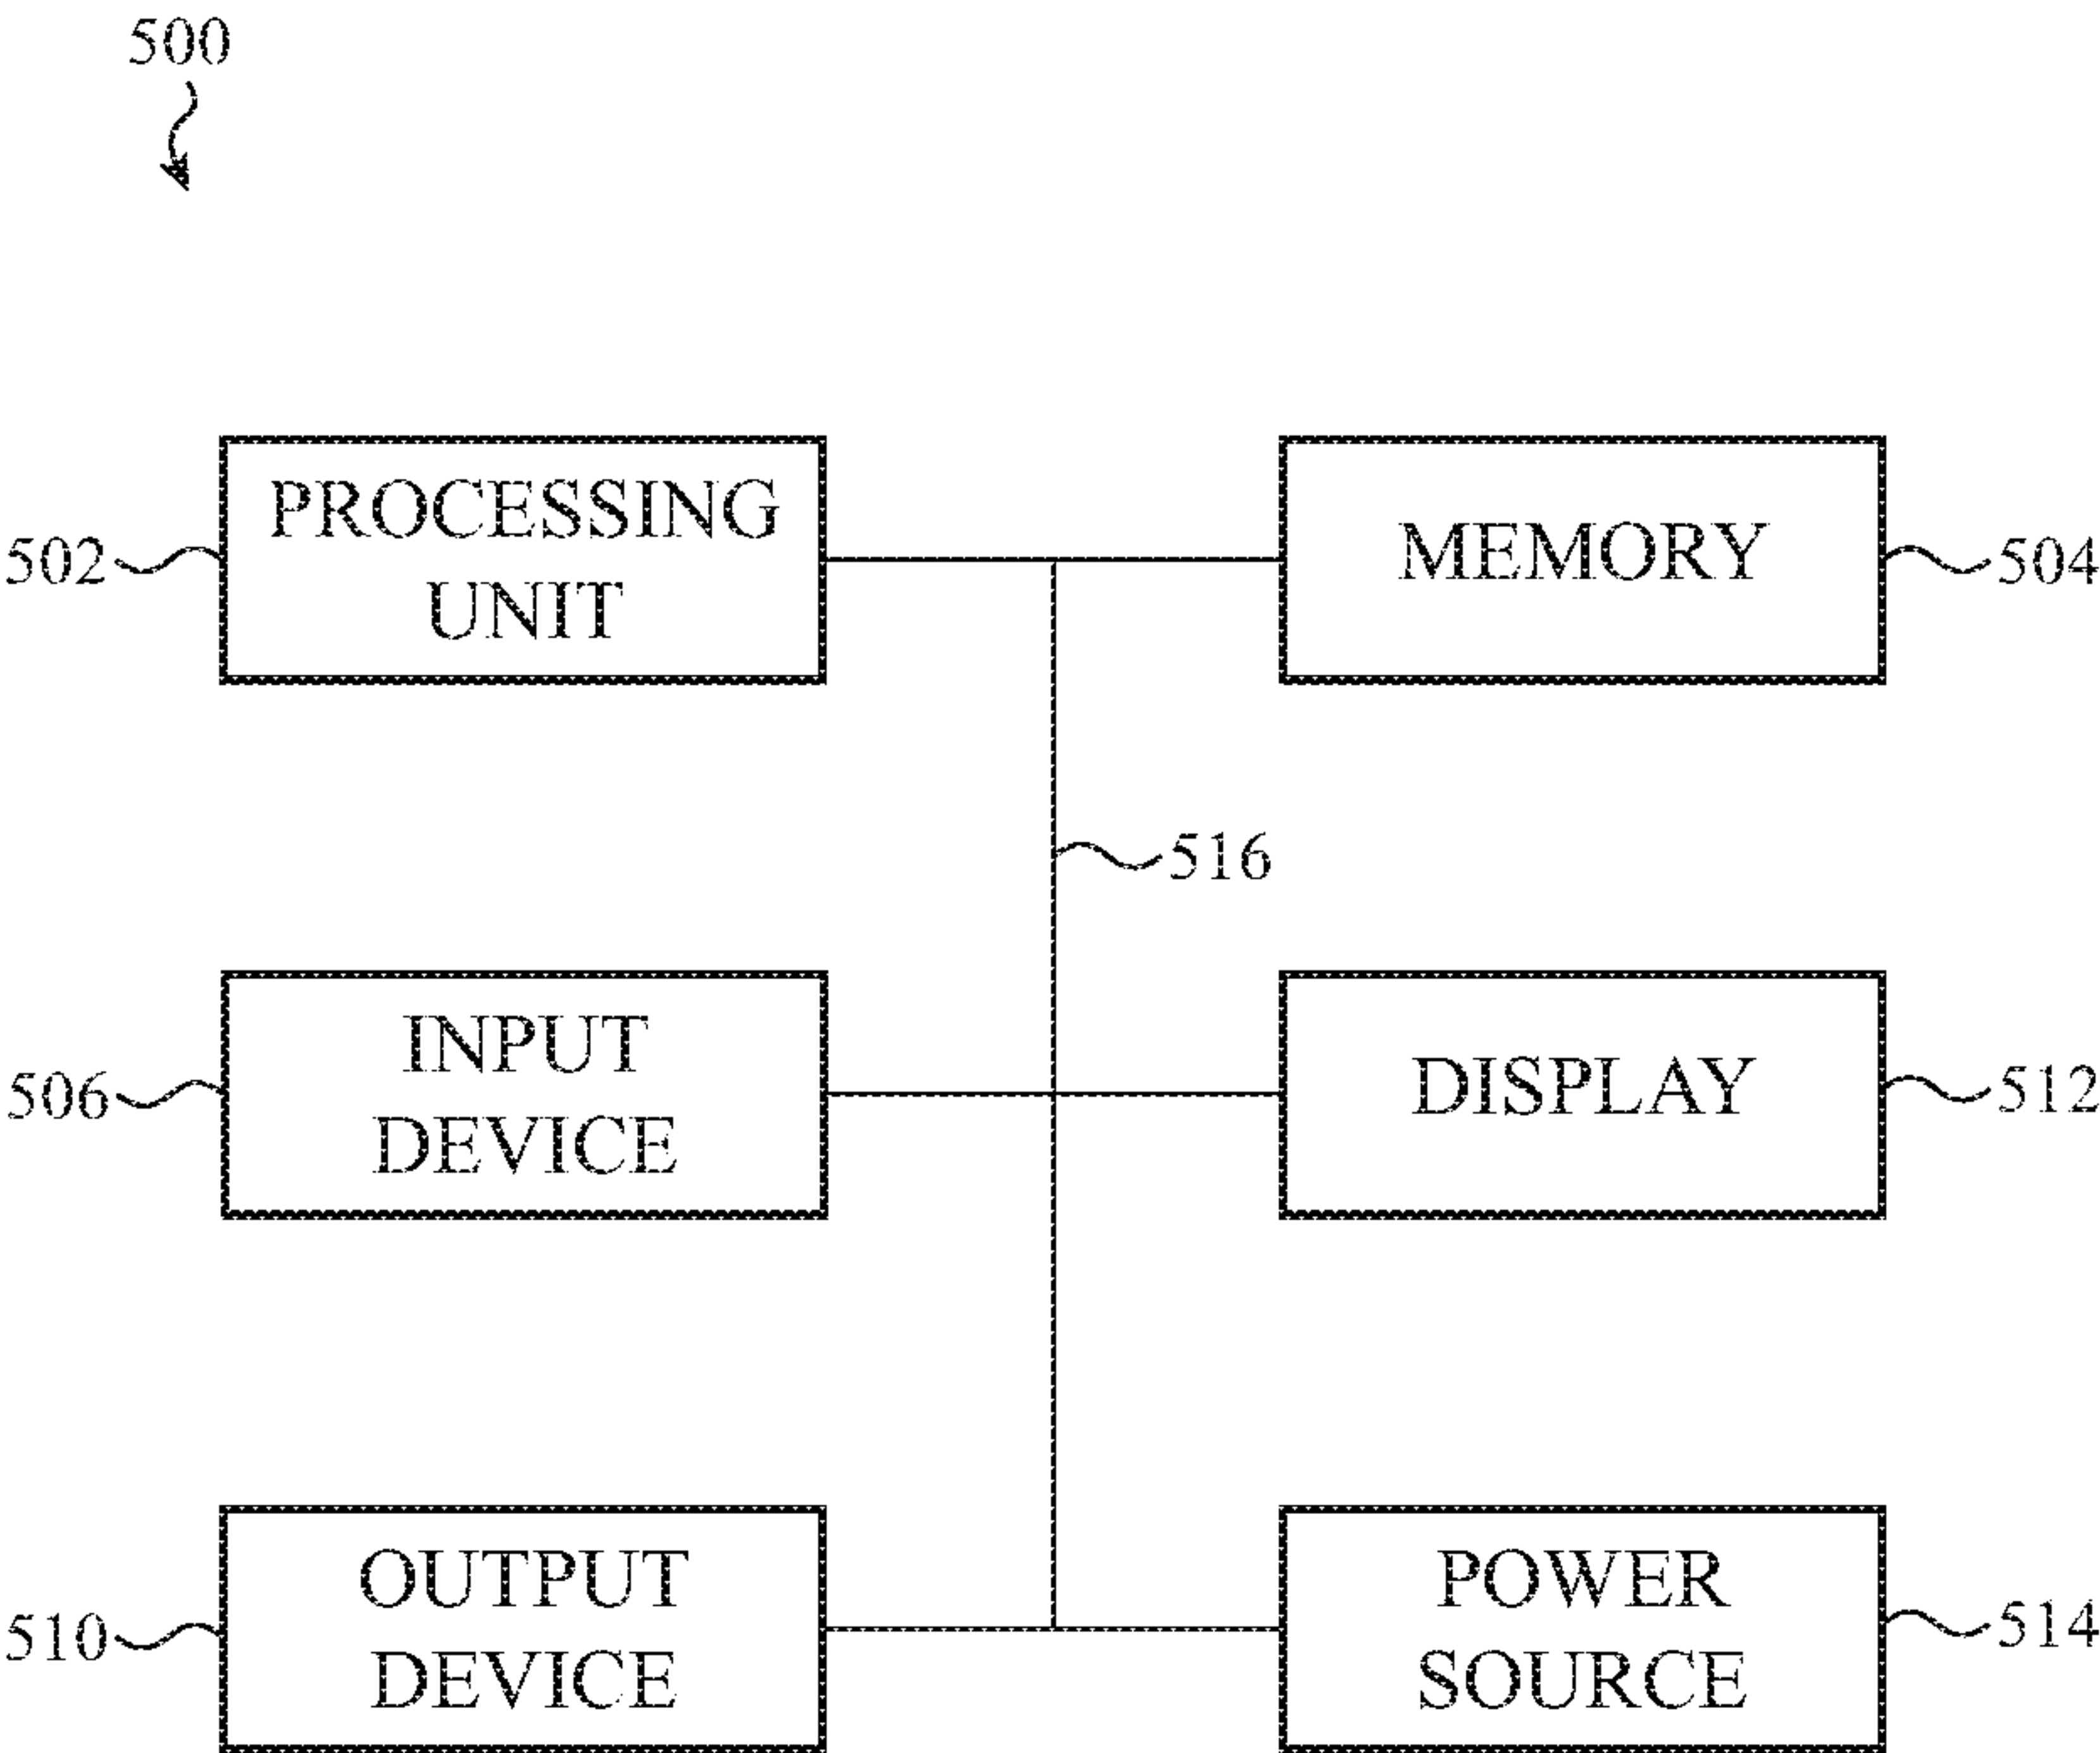 500
PROCESSING
UNIT
502
MEMORY
504
516
INPUT
DEVICE
506
DISPLAY
512
OUTPUT
DEVICE
510
POWER
SOURCE
514